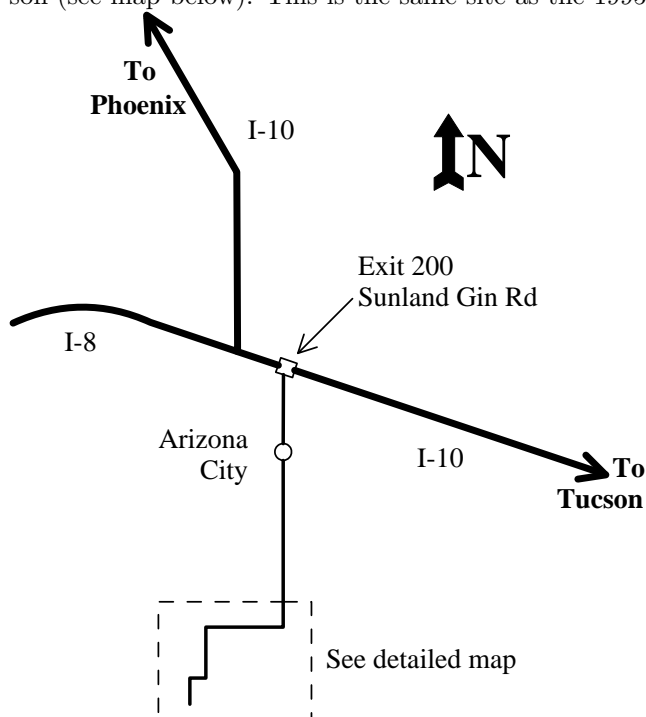 son (see map below). This is the same site as the 1995
To
Phoenix
I-10
N
Exit 200
Sunland Gin Rd
I-8
Arizona
City
I-10
To
Tucson
See detailed map